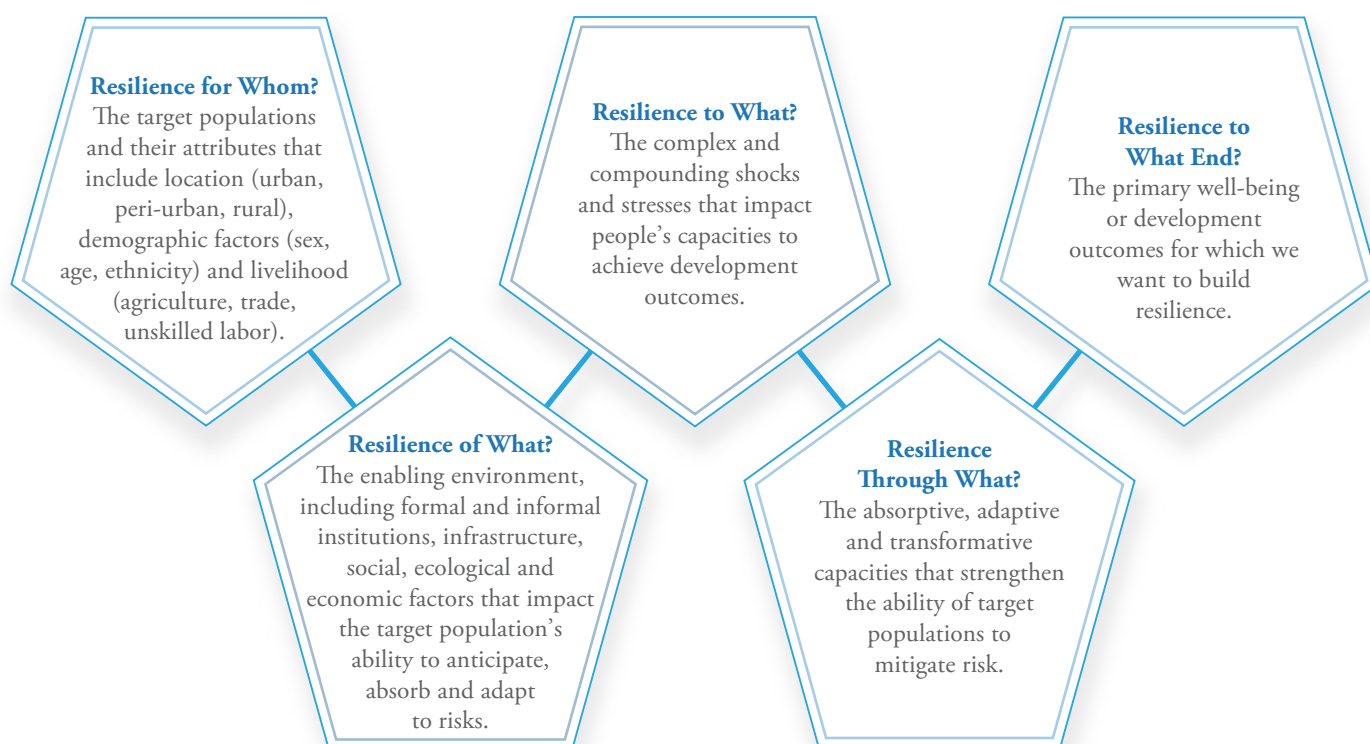 Resilience for Whom?
The target populations
and their attributes that
include location (urban,
peri-urban, rural),
demographic factors (sex,
age, ethnicity) and livelihood
(agriculture, trade,
unskilled labor).
Resilience of What?
The enabling environment,
including formal and informal
institutions, infrastructure,
social, ecological and
economic factors that impact
the target population’s
ability to anticipate,
absorb and adapt
to risks.
Resilience to What?
The complex and
compounding shocks
and stresses that impact
people’s capacities to
achieve development
outcomes.
Resilience
Through What?
The absorptive, adaptive
and transformative
capacities that strengthen
the ability of target
populations to
mitigate risk.
Resilience to
What End?
The primary well-being
or development
outcomes for which we
want to build
resilience.